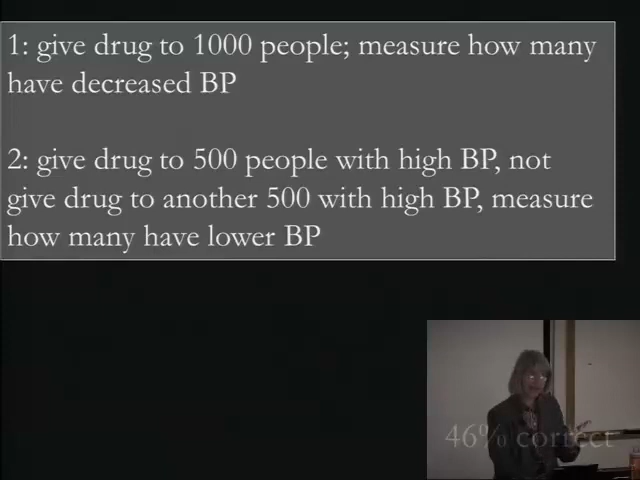 1: give drug to 1000 people; measure how many
have decreased BP
2: give drug to 500 people with high BP, not
give drug to another 500 with high BP, measure
how many have lower BP
46% correct